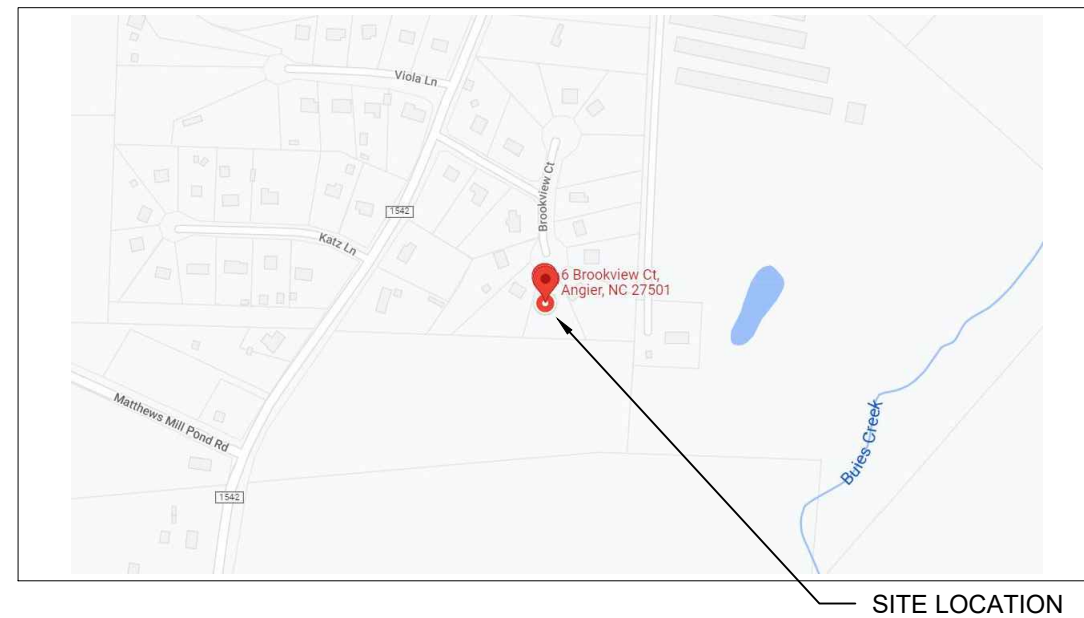 Viola Ln
Brookview Ct
1542
Katz Ln
6 Brookview Ct,
Angier, NC 27501
Matthews Mill Pond Rd
Buies Creek
1542
SITE LOCATION